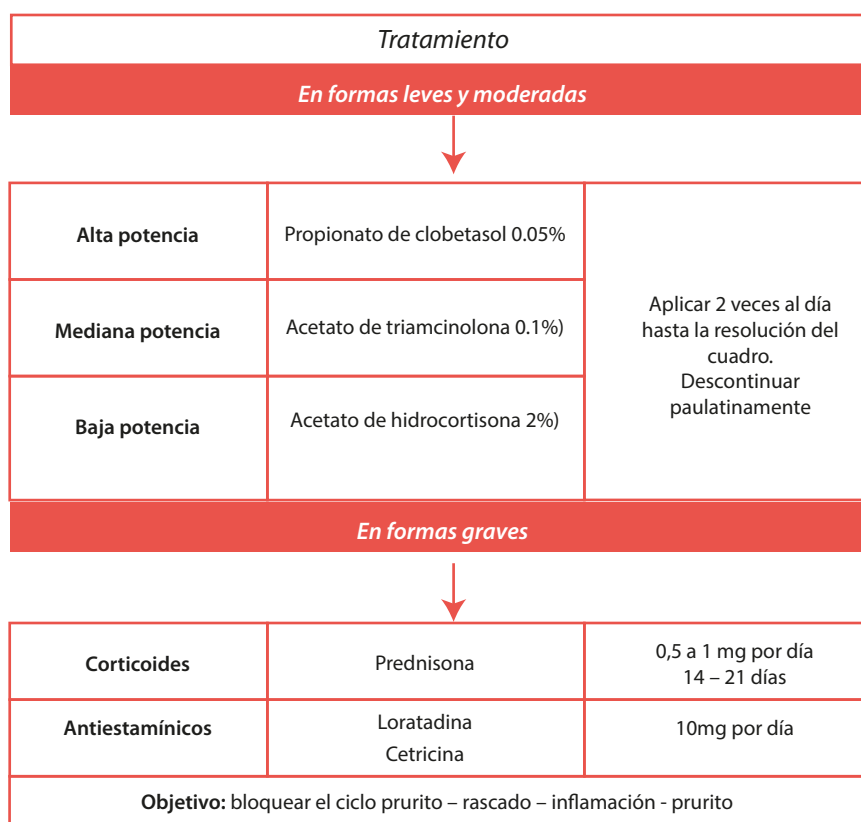 Tratamiento
En formas leves y moderadas
Alta potencia
Propionato de clobetasol 0.05%
Mediana potencia
Acetato de triamcinolona 0.1%)
Baja potencia
Acetato de hidrocortisona 2%)
Aplicar 2 veces al día
hasta la resolución del
cuadro.
Descontinuar
paulatinamente
En formas graves
Corticoides
Prednisona
0,5 a 1 mg por día
14 – 21 días
Antiestamínicos
Loratadina
Cetricina
10mg por día
Objetivo: bloquear el ciclo prurito – rascado – inflamación - prurito